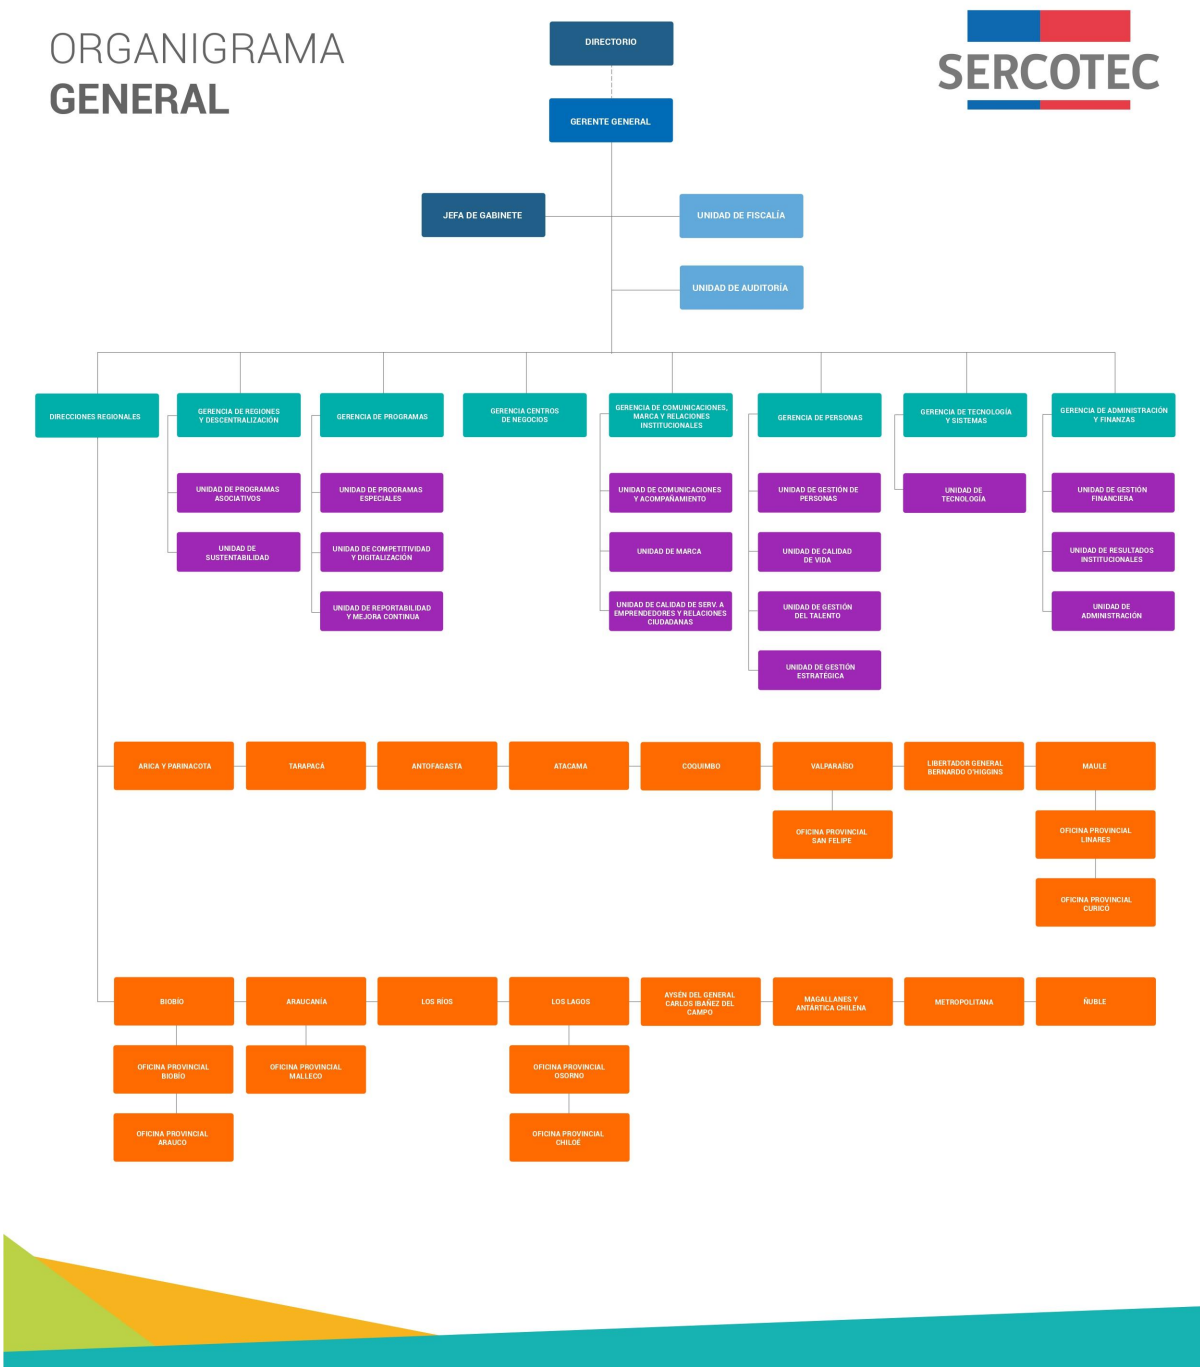 ORGANIGRAMA
GENERAL
DIRECTORIO
SERCOTEC
GERENTE GENERAL
JEFA DE GABINETE
UNIDAD DE FISCALÍA
UNIDAD DE AUDITORÍA
DIRECCIONES REGIONALES
GERENCIA DE REGIONES
Y DESCENTRALIZACIÓN
GERENCIA DE PROGRAMAS
GERENCIA CENTROS
DE NEGOCIOS
GERENCIA DE COMUNICACIONES,
MARCA Y RELACIONES
INSTITUCIONALES
GERENCIA DE PERSONAS
GERENCIA DE TECNOLOGÍA
Y SISTEMAS
GERENCIA DE ADMINISTRACIÓN
Y FINANZAS
UNIDAD DE PROGRAMAS
ASOCIATIVOS
UNIDAD DE PROGRAMAS
ESPECIALES
UNIDAD DE COMUNICACIONES
Y ACOMPAÑAMIENTO
UNIDAD DE GESTIÓN DE
PERSONAS
UNIDAD DE
TECNOLOGÍA
UNIDAD DE GESTIÓN
FINANCIERA
UNIDAD DE
SUSTENTABILIDAD
UNIDAD DE COMPETITIVIDAD
Y DIGITALIZACIÓN
UNIDAD DE MARCA
UNIDAD DE CALIDAD
DE VIDA
UNIDAD DE RESULTADOS
INSTITUCIONALES
UNIDAD DE REPORTABILIDAD
Y MEJORA CONTINUA
UNIDAD DE CALIDAD DE SERV. A
EMPRENDEDORES Y RELACIONES
CIUDADANAS
UNIDAD DE GESTIÓN
DEL TALENTO
UNIDAD DE
ADMINISTRACIÓN
UNIDAD DE GESTIÓN
ESTRATÉGICA
ARICA Y PARINACOTA
TARAPACÁ
ANTOFAGASTA
ATACAMA
COQUIMBO
VALPARAÍSO
LIBERTADOR GENERAL
BERNARDO O'HIGGINS
MAULE
OFICINA PROVINCIAL
SAN FELIPE
OFICINA PROVINCIAL
LINARES
OFICINA PROVINCIAL
CURICÓ
BIOBÍO
ARAUCANÍA
LOS RÍOS
LOS LAGOS
AYSÉN DEL GENERAL
CARLOS IBAÑEZ DEL
CAMPO
MAGALLANES Y
ANTÁRTICA CHILENA
METROPOLITANA
ÑUBLE
OFICINA PROVINCIAL
BIOBÍO
OFICINA PROVINCIAL
MALLECO
OFICINA PROVINCIAL
OSORNO
OFICINA PROVINCIAL
ARAUCO
OFICINA PROVINCIAL
CHILOÉ